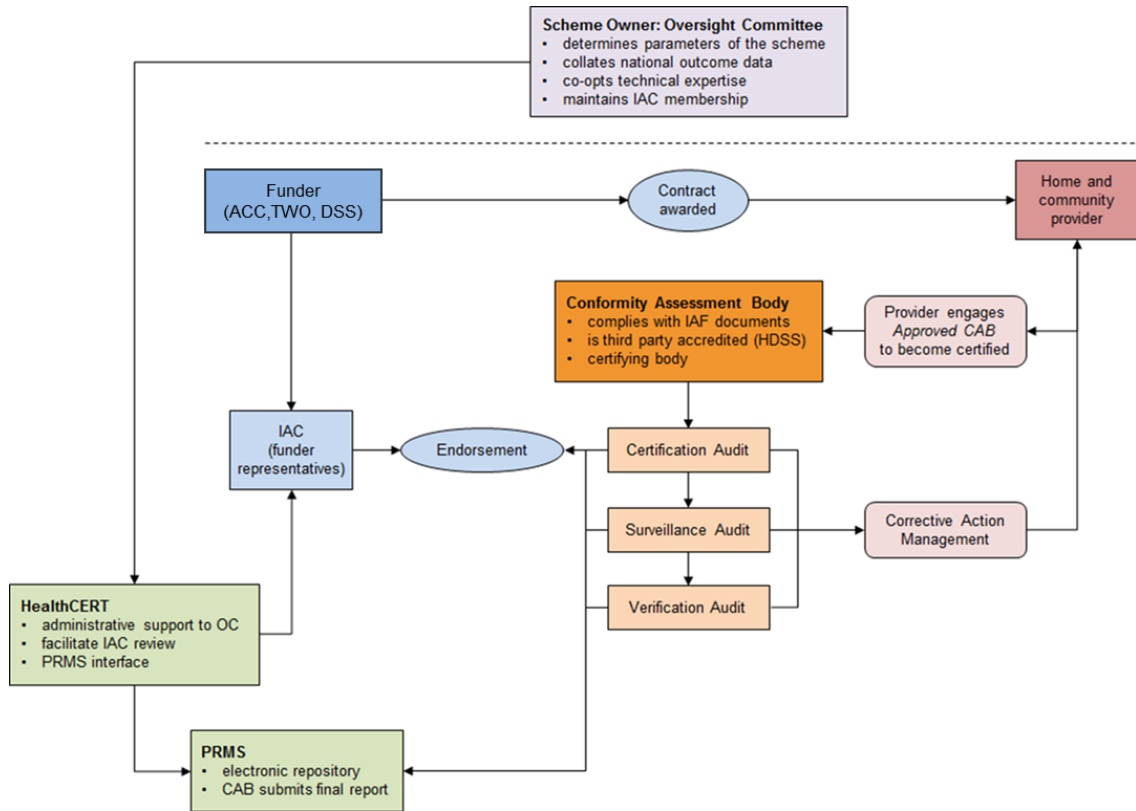 Scheme Owner: Oversight Committee
• determines parameters of the scheme
• collates national outcome data
• co-opts technical expertise
• maintains IAC membership
Funder
(ACC,TWO, DSS)
Contract
awarded
Home and
community
provider
Conformity Assessment Body
• complies with IAF documents
• is third party accredited (HDSS)
• certifying body
Provider engages
Approved CAB
to become certified
IAC
(funder
representatives)
Endorsement
Certification Audit
Surveillance Audit
Corrective Action
Management
Verification Audit
HealthCERT
• administrative support to OC
• facilitate IAC review
• PRMS interface
PRMS
• electronic repository
• CAB submits final report